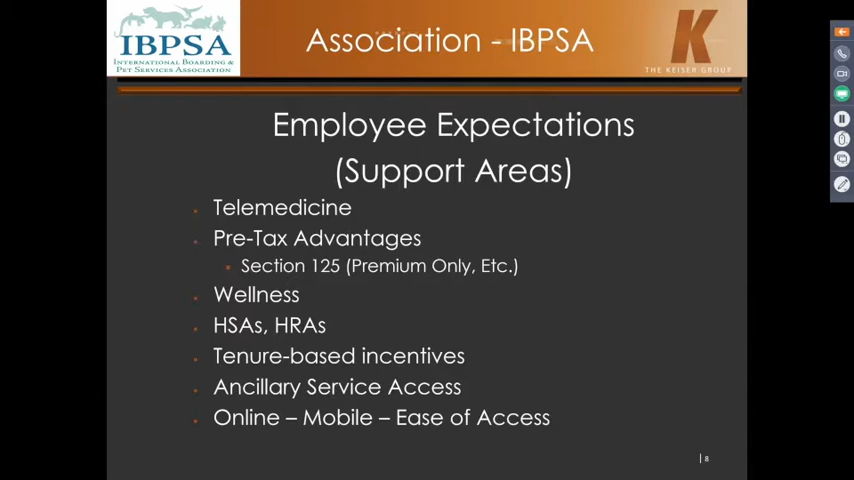 IBPSA
INTERNATIONAL BOARDING &
PET SERVICES ASSOCIATION
Association - IBPSA
K
THE KEISER GROUP
Employee Expectations
(Support Areas)
Telemedicine
Pre-Tax Advantages
Section 125 (Premium Only, Etc.)
Wellness
HSAs, HRAs
Tenure-based incentives
Ancillary Service Access
Online – Mobile – Ease of Access
8